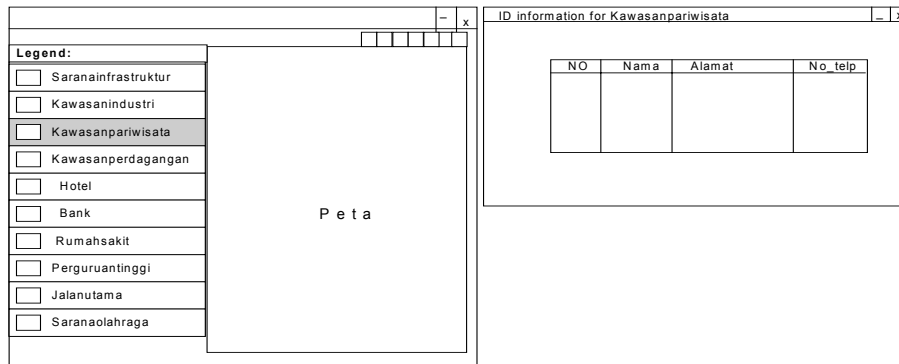 – x
Legend:
Saranainfrastruktur
Kawasanindustri
Kawasanpariwisata
Kawasanperdagangan
Hotel
Bank
Rumahsakit
Perguruantinggi
Jalanutama
Saranaolahraga
Peta
ID information for Kawasanpariwisata – x
NO Nama Alamat No_telp